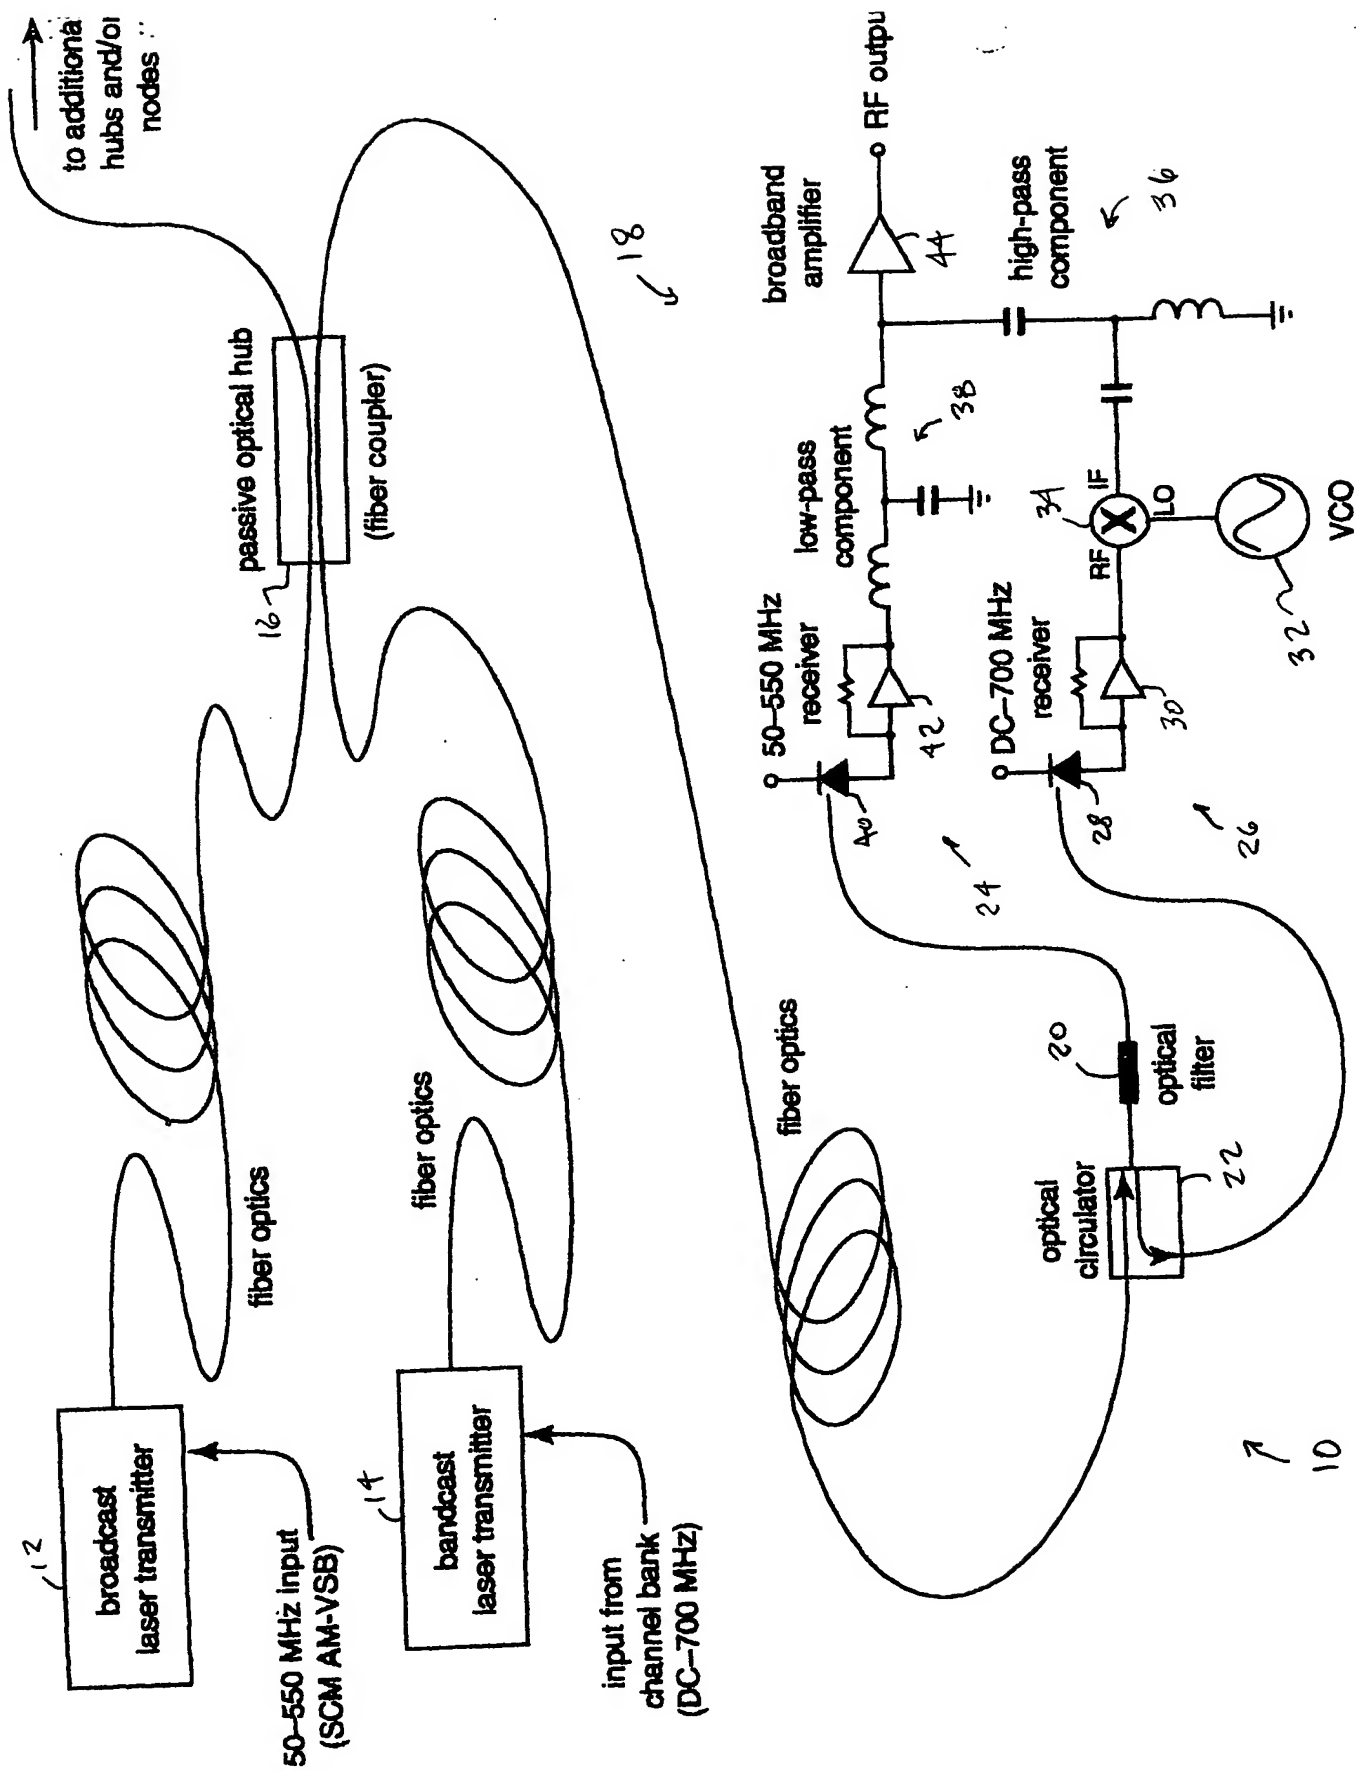 to additiona
hubs and/or
nodes
passive optical hub
16
(fiber coupler)
fiber optics
12
broadcast
laser transmitter
50–550 MHz input
(SCM AM-VSB)
fiber optics
14
bandcast
laser transmitter
input from
channel bank
(DC–700 MHz)
18
fiber optics
optical
circulator
22
20
optical
filter
10
24
26
50–550 MHz
receiver
40
42
low-pass
component
38
broadband
amplifier
44
RF outpu
DC–700 MHz
receiver
28
30
34
RF
IF
LO
32
VCO
high-pass
component
36